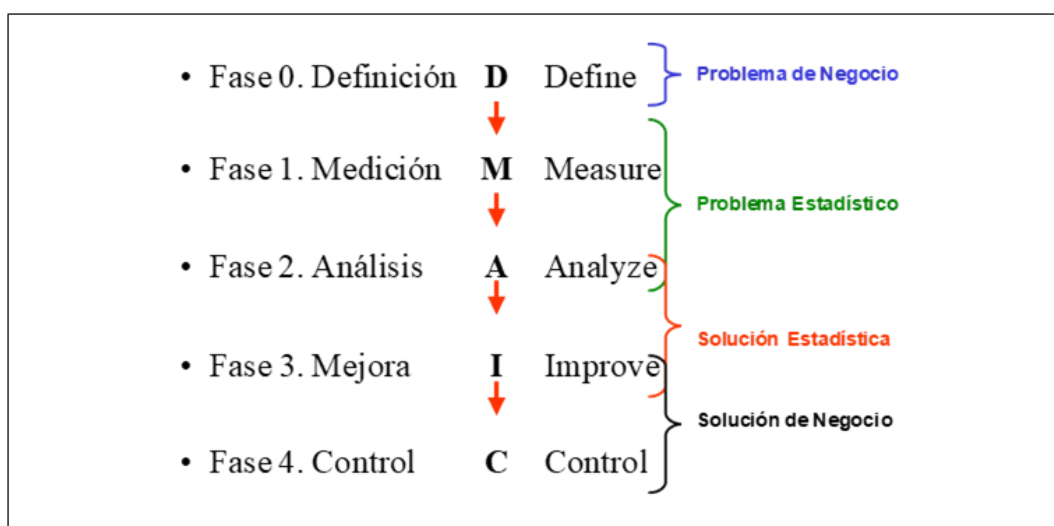 • Fase 0. Definición D Define Problema de Negocio
• Fase 1. Medición M Measure
Problema Estadístico
• Fase 2. Análisis A Analyze
Solución Estadística
• Fase 3. Mejora I Improve
Solución de Negocio
• Fase 4. Control C Control